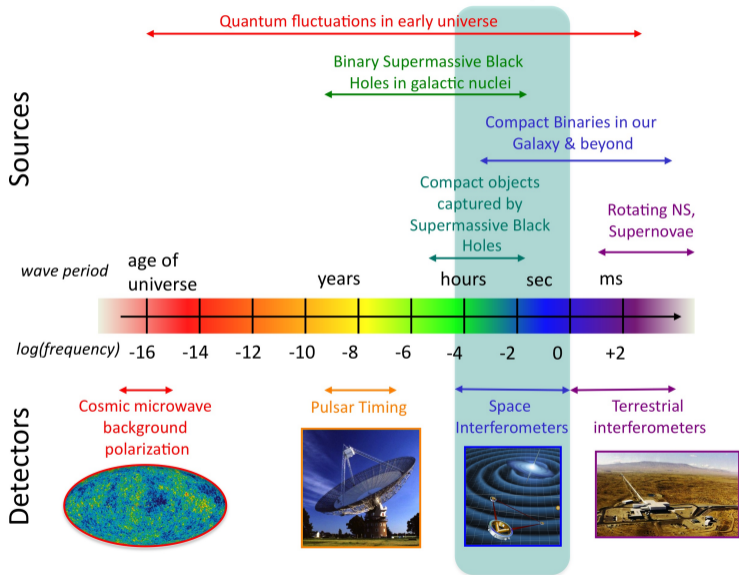 Quantum fluctuations in early universe
Binary Supermassive Black
Holes in galactic nuclei
Compact Binaries in our
Galaxy & beyond
Compact objects
captured by
Supermassive Black
Holes
Rotating NS,
Supernovae
Sources
wave period
age of
universe
years
hours
sec
ms
log(frequency)
-16 -14 -12 -10 -8 -6 -4 -2 0 +2
Detectors
Cosmic microwave
background
polarization
Pulsar Timing
Space
Interferometers
Terrestrial
interferometers